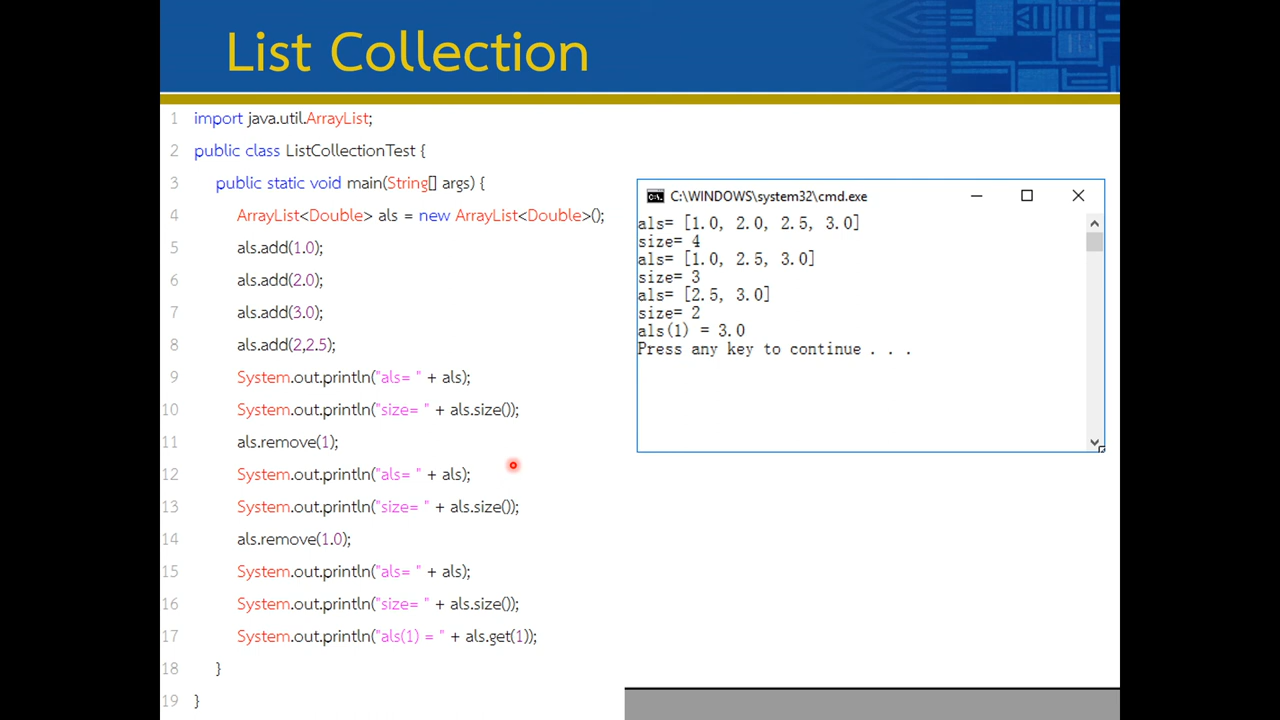 List Collection
1 import java.util.ArrayList;
2 public class ListCollectionTest {
3 public static void main(String[] args) {
4 ArrayList<Double> als = new ArrayList<Double>();
5 als.add(1.0);
6 als.add(2.0);
7 als.add(3.0);
8 als.add(2,2.5);
9 System.out.println("als= " + als);
10 System.out.println("size= " + als.size());
11 als.remove(1);
12 System.out.println("als= " + als);
13 System.out.println("size= " + als.size());
14 als.remove(1.0);
15 System.out.println("als= " + als);
16 System.out.println("size= " + als.size());
17 System.out.println("als(1) = " + als.get(1));
18 }
19 }
C:\WINDOWS\system32\cmd.exe
als= [1.0, 2.0, 2.5, 3.0]
size= 4
als= [1.0, 2.5, 3.0]
size= 3
als= [2.5, 3.0]
size= 2
als(1) = 3.0
Press any key to continue . . .